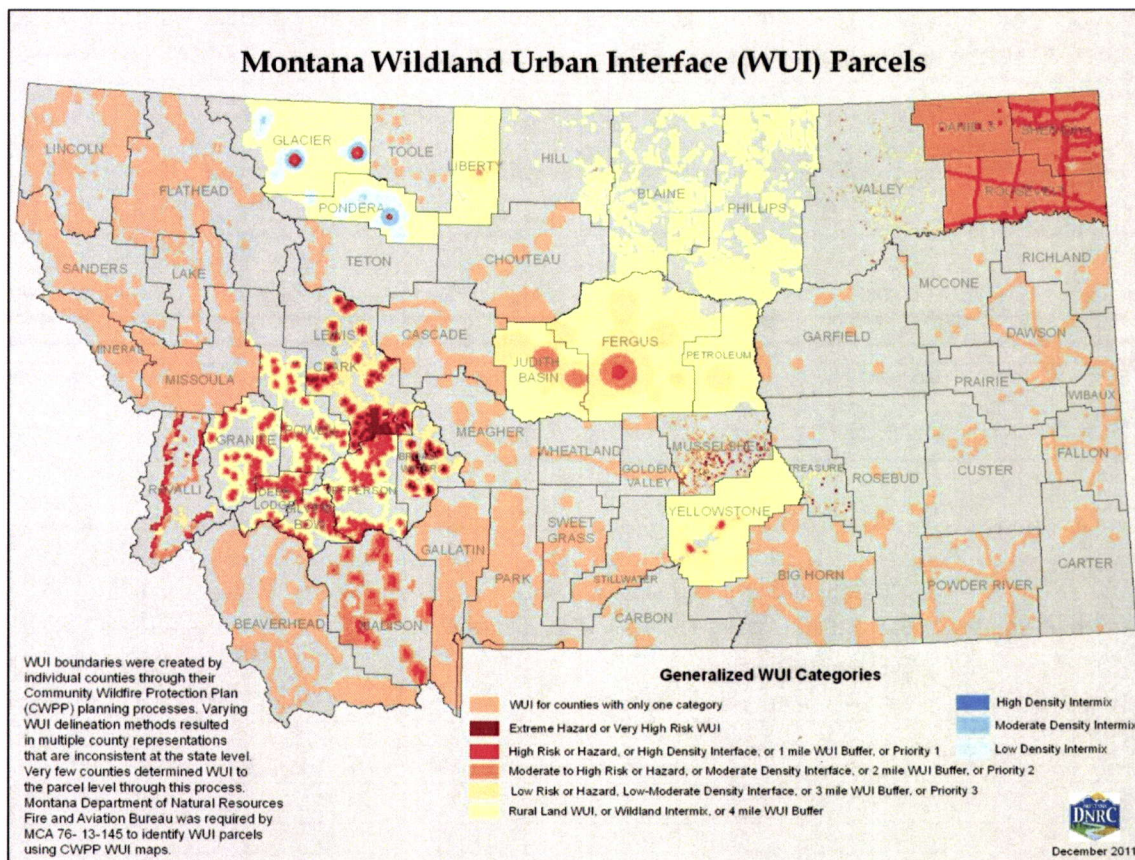 Montana Wildland Urban Interface (WUI) Parcels
LINCOLN
FLATHEAD
GLACIER
TOOLE
LIBERTY
HILL
BLAINE
PHILLIPS
VALLEY
DANIELS
SHERIDAN
ROOSEVELT
PONDERA
SANDERS
LAKE
TETON
CHOUTEAU
RICHLAND
MCCONE
MINERAL
MISSOULA
LEWIS
&
CLARK
CASCADE
JUDITH
BASIN
FERGUS
PETROLEUM
GARFIELD
DAWSON
PRAIRIE
WIBAUX
GRANITE
POWELL
MEAGHER
WHEATLAND
GOLDEN
VALLEY
MUSSELSHELL
TREASURE
ROSEBUD
CUSTER
FALLON
RAVALLI
DEER
LODGE
SILVER
BOW
JEFFERSON
BROADWATER
GALLATIN
PARK
SWEET
GRASS
STILLWATER
YELLOWSTONE
BIG HORN
POWDER RIVER
CARTER
CARBON
BEAVERHEAD
MADISON
WUI boundaries were created by
individual counties through their
Community Wildfire Protection Plan
(CWPP) planning processes. Varying
WUI delineation methods resulted
in multiple county representations
that are inconsistent at the state level.
Very few counties determined WUI to
the parcel level through this process.
Montana Department of Natural Resources
Fire and Aviation Bureau was required by
MCA 76- 13-145 to identify WUI parcels
using CWPP WUI maps.
Generalized WUI Categories
WUI for counties with only one category
Extreme Hazard or Very High Risk WUI
High Risk or Hazard, or High Density Interface, or 1 mile WUI Buffer, or Priority 1
Moderate to High Risk or Hazard, or Moderate Density Interface, or 2 mile WUI Buffer, or Priority 2
Low Risk or Hazard, Low-Moderate Density Interface, or 3 mile WUI Buffer, or Priority 3
Rural Land WUI, or Wildland Intermix, or 4 mile WUI Buffer
High Density Intermix
Moderate Density Intermix
Low Density Intermix
DNRC
December 2011